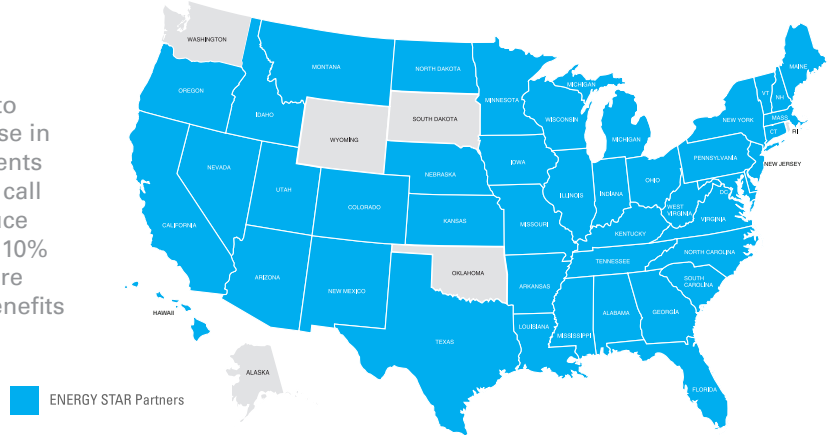 to
se in
ents
call
ce
10%
re
enefits
WASHINGTON
OREGON
IDAHO
MONTANA
NORTH DAKOTA
MINNESOTA
MICHIGAN
WISCONSIN
MICHIGAN
WYOMING
SOUTH DAKOTA
NEBRASKA
IOWA
ILLINOIS
INDIANA
OHIO
PENNSYLVANIA
NEW YORK
VT
NH
MAINE
MASS
CT
RI
NEW JERSEY
DC
NEVADA
UTAH
COLORADO
KANSAS
MISSOURI
KENTUCKY
WEST
VIRGINIA
VIRGINIA
CALIFORNIA
ARIZONA
NEW MEXICO
OKLAHOMA
ARKANSAS
TENNESSEE
NORTH CAROLINA
SOUTH
CAROLINA
TEXAS
LOUISIANA
MISSISSIPPI
ALABAMA
GEORGIA
FLORIDA
HAWAII
ALASKA
ENERGY STAR Partners